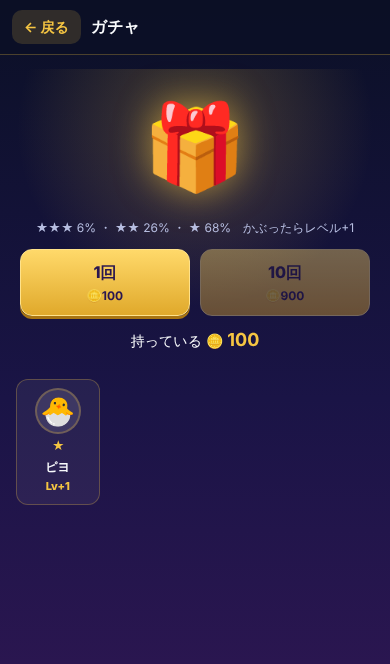 ← 戻る ガチャ
★★★ 6% ・ ★★ 26% ・ ★ 68%　かぶったらレベル+1
1回 10回
100 900
持っている 100
★
ピヨ
Lv+1